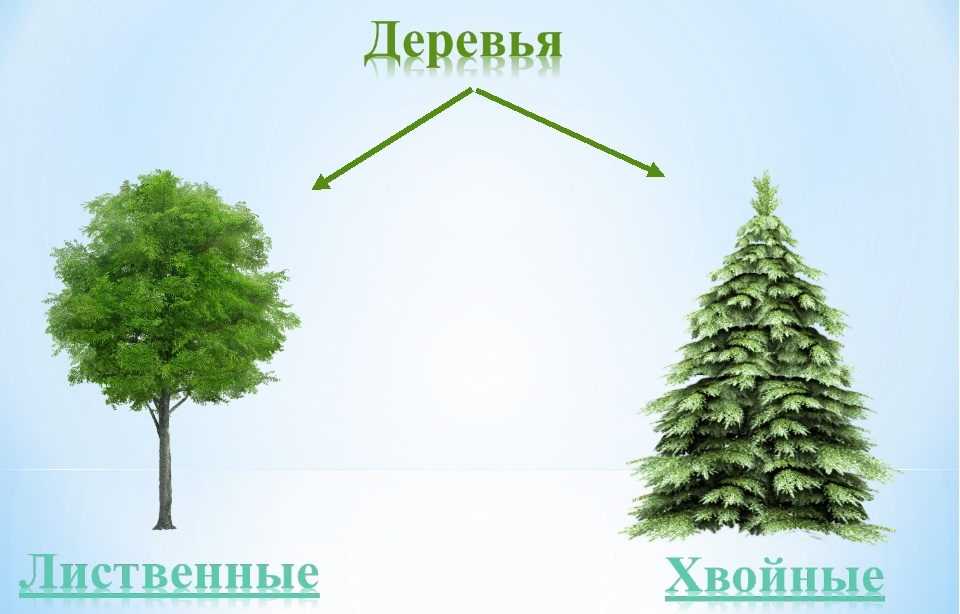 Деревья
Лиственные
Хвойные